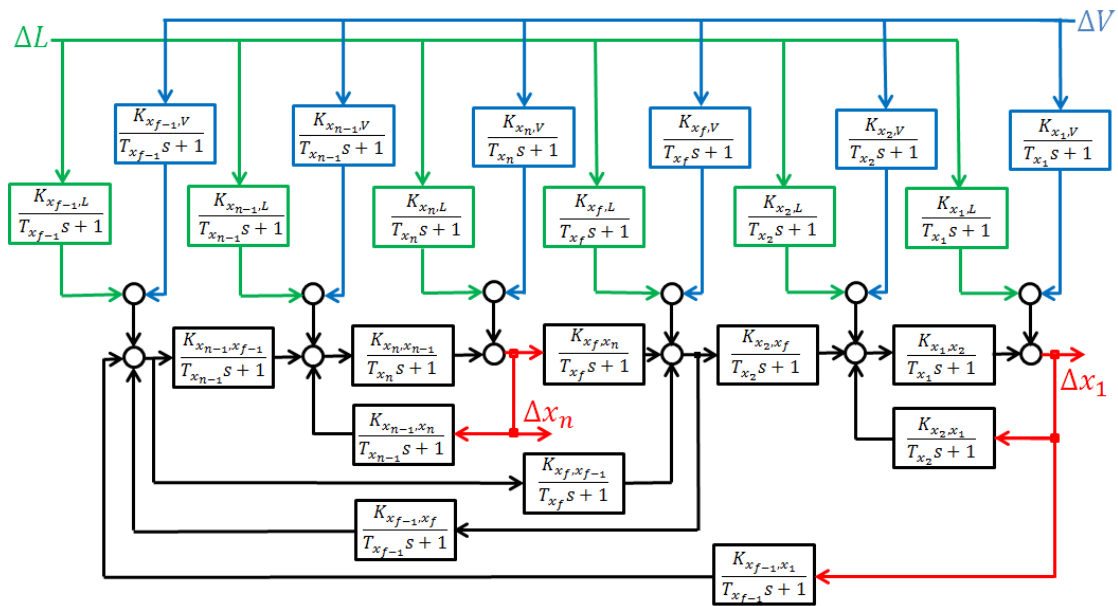 ΔL ΔV
K_{x_{f-1},V} / T_{x_{f-1}}s + 1
K_{x_{n-1},V} / T_{x_{n-1}}s + 1
K_{x_n,V} / T_{x_n}s + 1
K_{x_f,V} / T_{x_f}s + 1
K_{x_2,V} / T_{x_2}s + 1
K_{x_1,V} / T_{x_1}s + 1
K_{x_{f-1},L} / T_{x_{f-1}}s + 1
K_{x_{n-1},L} / T_{x_{n-1}}s + 1
K_{x_n,L} / T_{x_n}s + 1
K_{x_f,L} / T_{x_f}s + 1
K_{x_2,L} / T_{x_2}s + 1
K_{x_1,L} / T_{x_1}s + 1
K_{x_{n-1},x_{f-1}} / T_{x_{n-1}}s + 1
K_{x_n,x_{n-1}} / T_{x_n}s + 1
K_{x_f,x_n} / T_{x_f}s + 1
K_{x_2,x_f} / T_{x_2}s + 1
K_{x_1,x_2} / T_{x_1}s + 1
Δx_1
Δx_n
K_{x_{n-1},x_n} / T_{x_{n-1}}s + 1
K_{x_2,x_1} / T_{x_2}s + 1
K_{x_f,x_{f-1}} / T_{x_f}s + 1
K_{x_{f-1},x_f} / T_{x_{f-1}}s + 1
K_{x_{f-1},x_1} / T_{x_{f-1}}s + 1